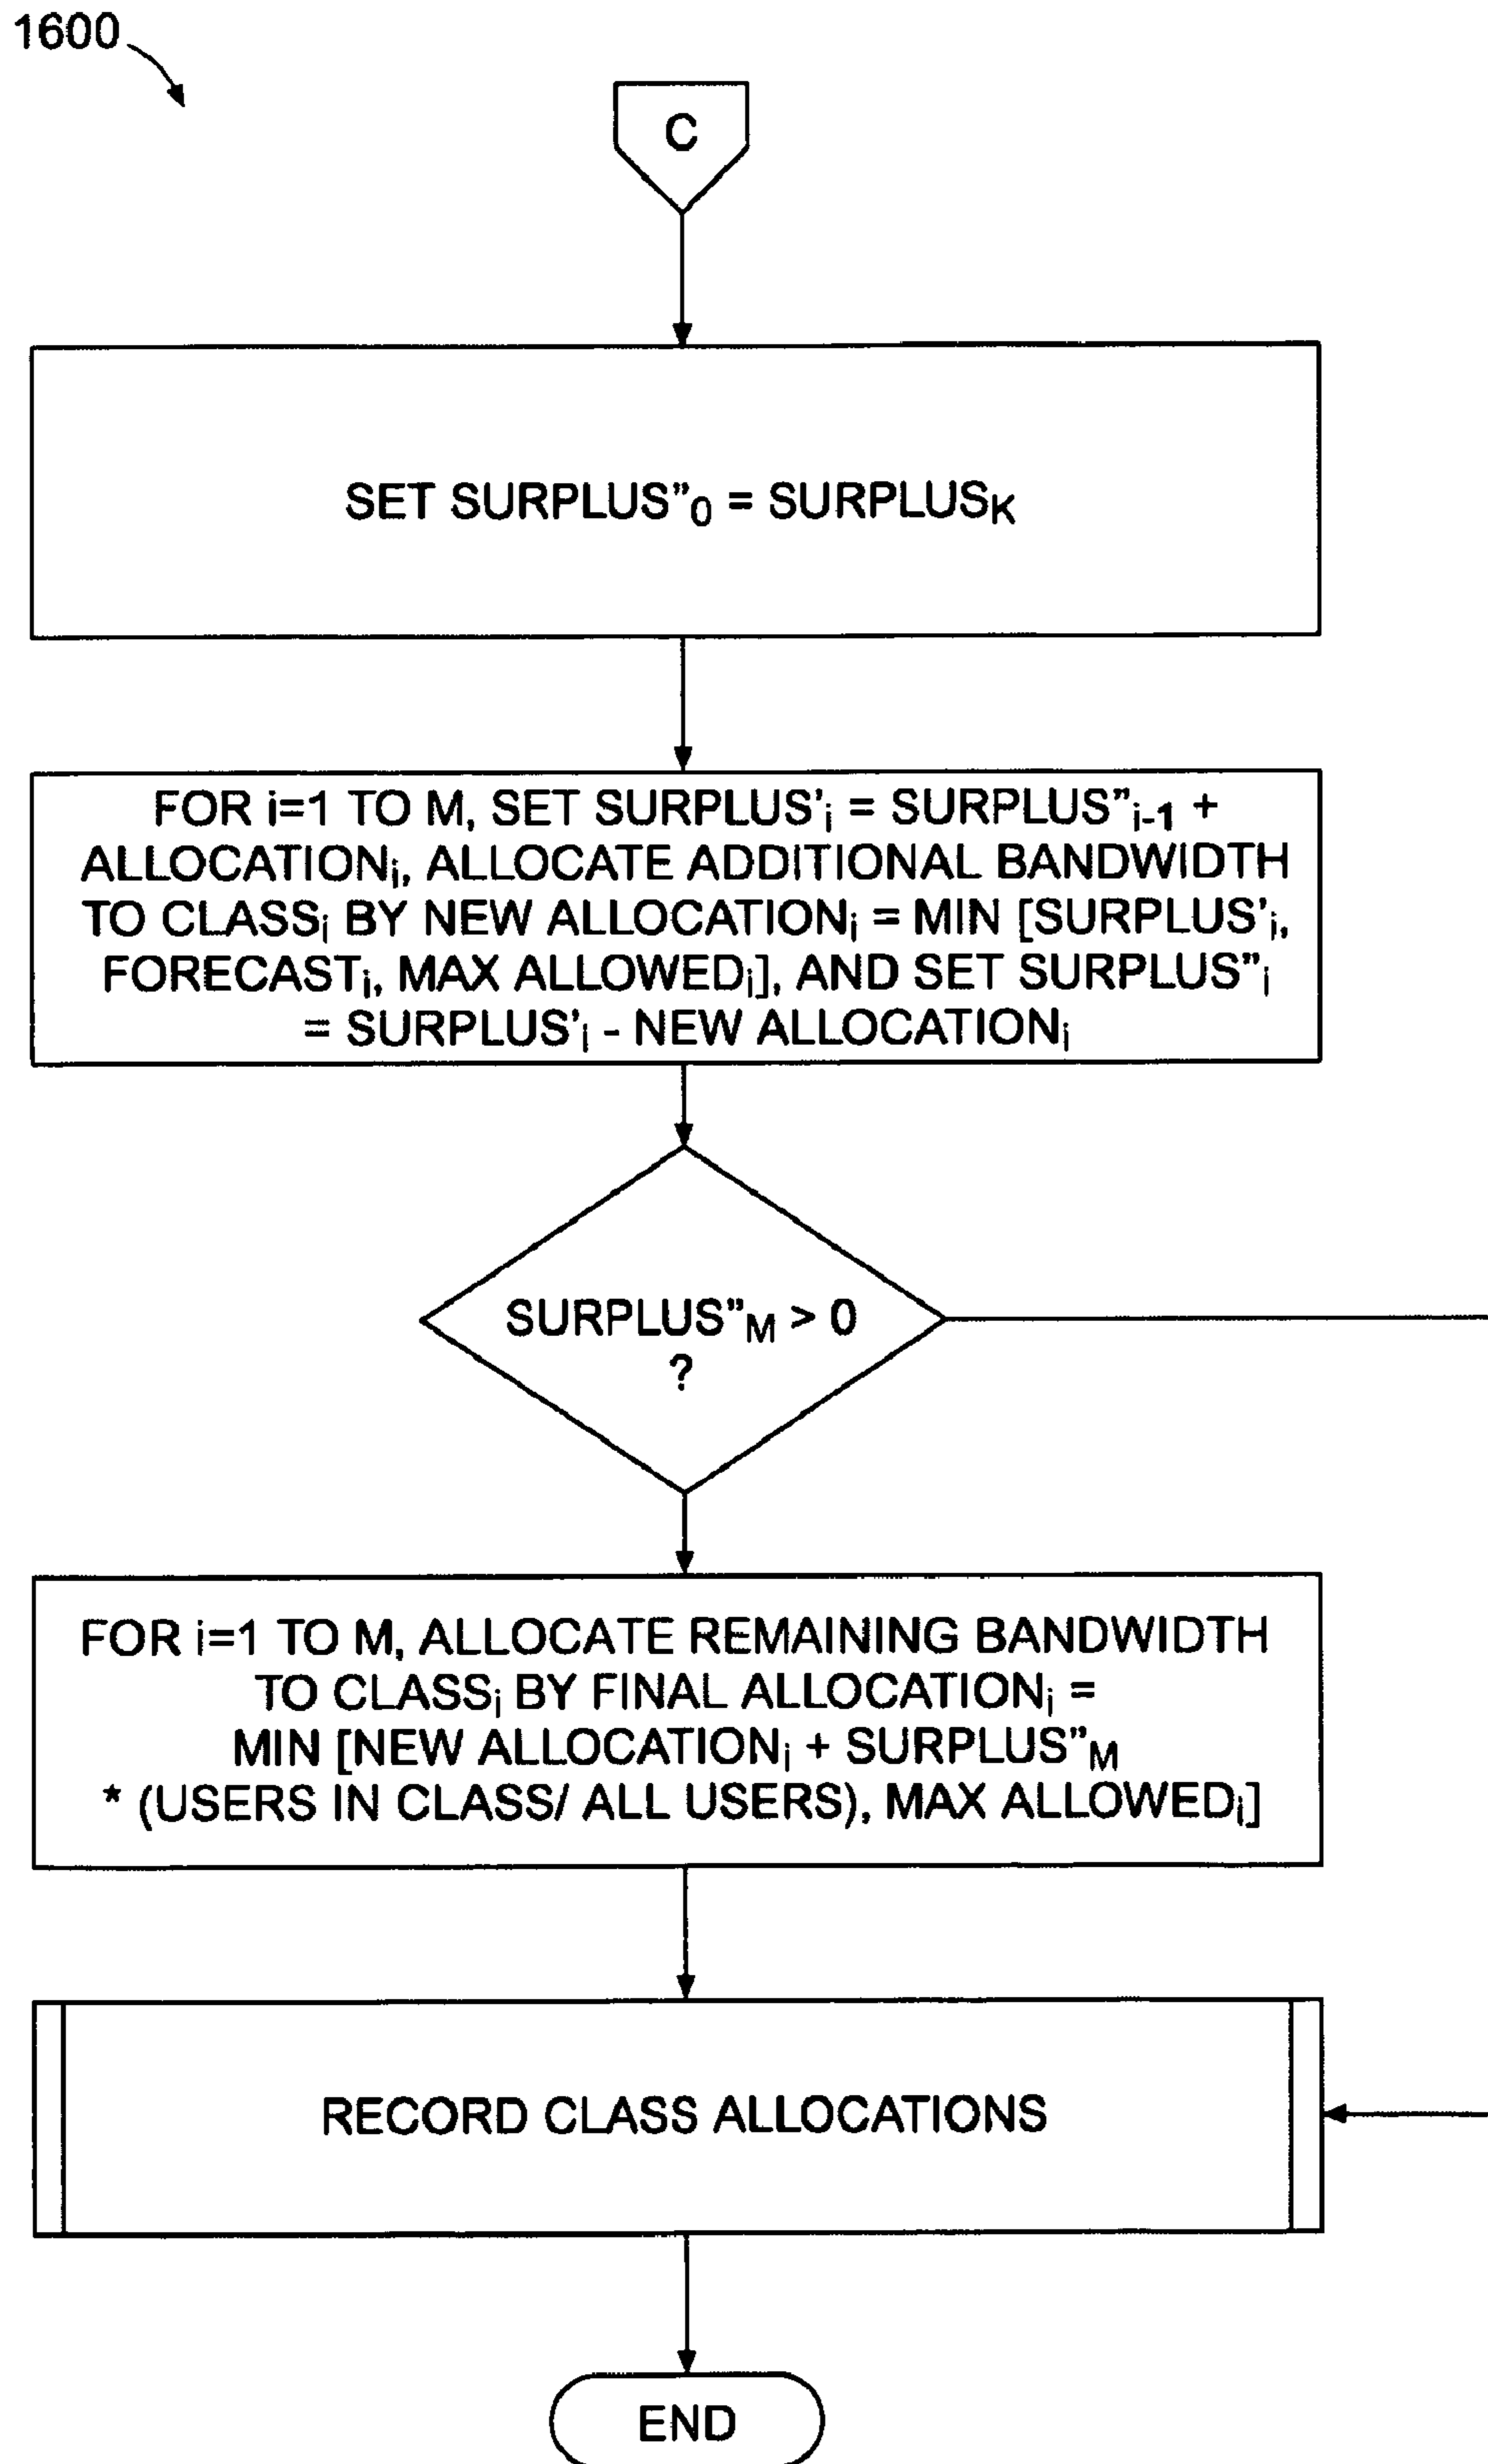 1600
C
SET SURPLUS”₀ = SURPLUSₖ
FOR i=1 TO M, SET SURPLUS'ᵢ = SURPLUS”ᵢ₋₁ +
ALLOCATIONᵢ, ALLOCATE ADDITIONAL BANDWIDTH
TO CLASSᵢ BY NEW ALLOCATIONᵢ = MIN [SURPLUS'ᵢ,
FORECASTᵢ, MAX ALLOWEDᵢ], AND SET SURPLUS”ᵢ
= SURPLUS'ᵢ - NEW ALLOCATIONᵢ
SURPLUS”M > 0
?
FOR i=1 TO M, ALLOCATE REMAINING BANDWIDTH
TO CLASSᵢ BY FINAL ALLOCATIONᵢ =
MIN [NEW ALLOCATIONᵢ + SURPLUS”M
* (USERS IN CLASS/ ALL USERS), MAX ALLOWEDᵢ]
RECORD CLASS ALLOCATIONS
END